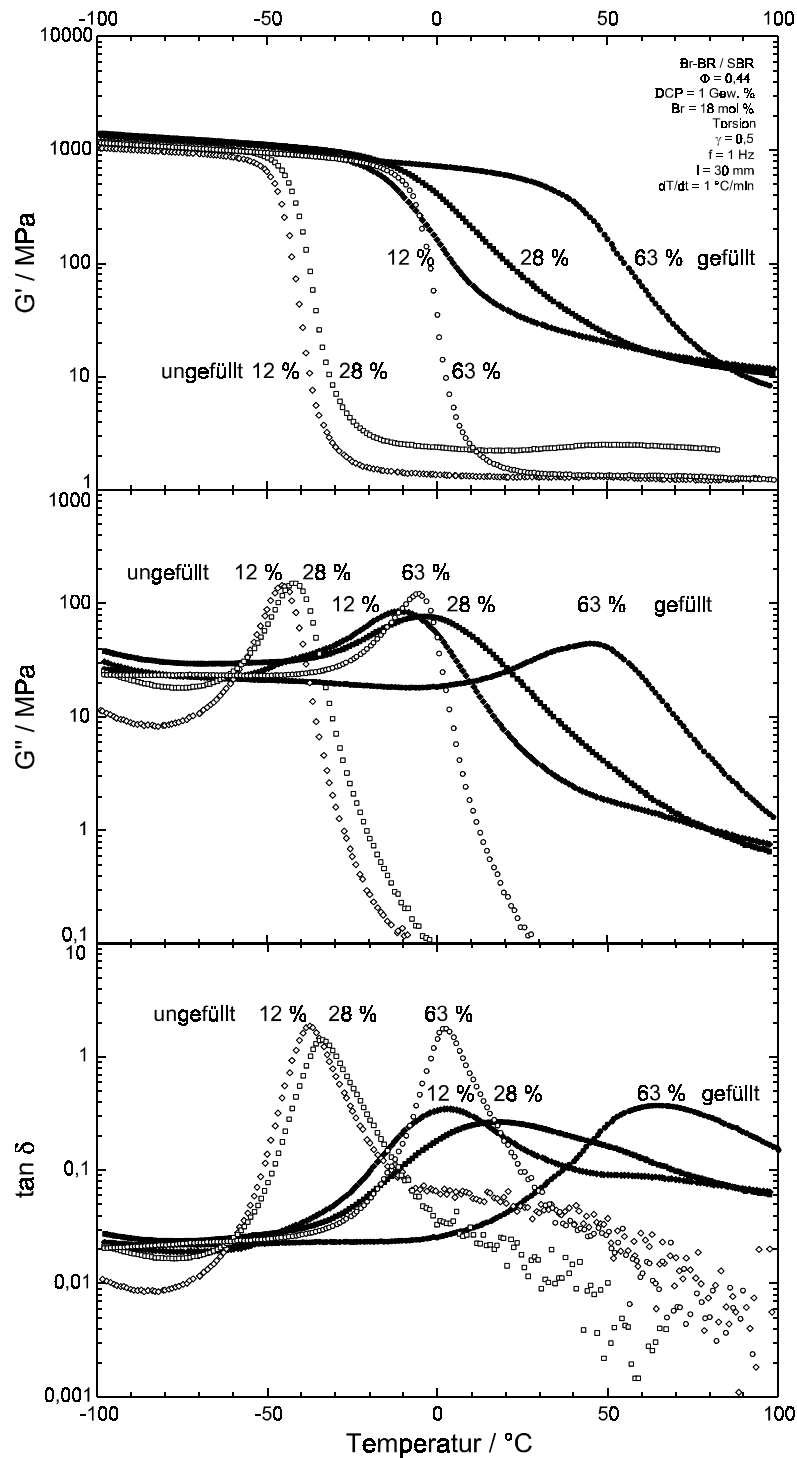 -100 -50 0 50 100
10000
1000
100
10
1
G' / MPa
Br-BR / SBR
Φ = 0,44
DCP = 1 Gew. %
Br = 18 mol %
Torsion
γ = 0,5
f = 1 Hz
l = 30 mm
dT/dt = 1 °C/min
12 % 28 % 63 % gefüllt
ungefüllt 12 % 28 % 63 %
1000
100
10
1
0,1
G'' / MPa
ungefüllt 12 % 28 % 63 %
12 % 28 % 63 % gefüllt
10
1
0,1
0,01
0,001
tan δ
ungefüllt 12 % 28 % 63 %
12 % 28 % 63 % gefüllt
-100 -50 0 50 100
Temperatur / °C